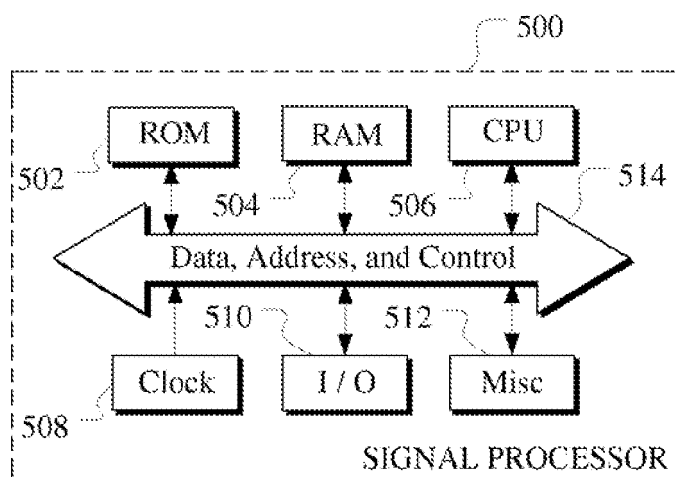 500
ROM
RAM
CPU
502
504
506
514
Data, Address, and Control
510
512
Clock
I / O
Misc
508
SIGNAL PROCESSOR